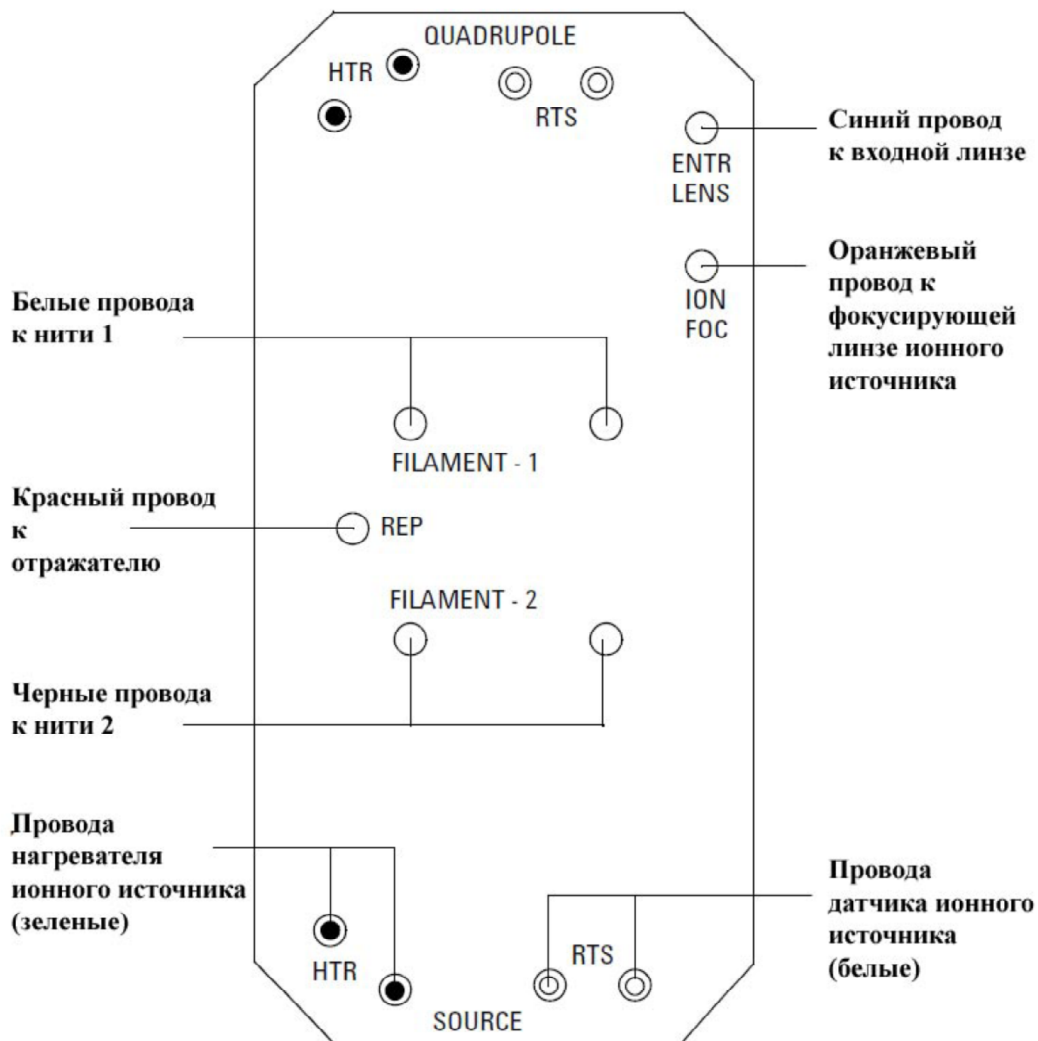 QUADRUPOLE
HTR
RTS
Синий провод
к входной линзе
ENTR
LENS
Оранжевый
провод к
фокусирующей
линзе ионного
источника
ION
FOC
Белые провода
к нити 1
FILAMENT - 1
Красный провод
к
отражателю
REP
FILAMENT - 2
Черные провода
к нити 2
Провода
нагревателя
ионного источника
(зеленые)
HTR
Провода
датчика ионного
источника
(белые)
RTS
SOURCE